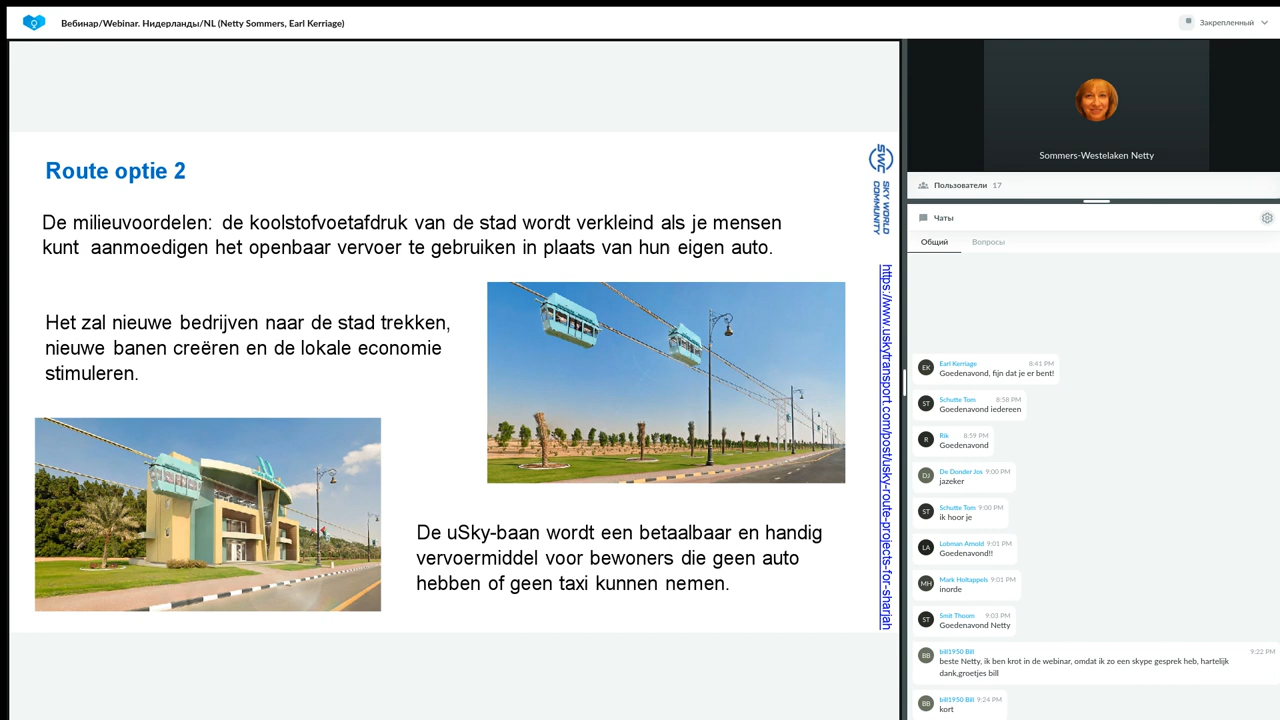 Вебинар/Webinar. Нидерланды/NL (Netty Sommers, Earl Kerriage)
Закрепленный
Route optie 2
De milieuvoordelen: de koolstofvoetafdruk van de stad wordt verkleind als je mensen
kunt aanmoedigen het openbaar vervoer te gebruiken in plaats van hun eigen auto.
Het zal nieuwe bedrijven naar de stad trekken,
nieuwe banen creëren en de lokale economie
stimuleren.
De uSky-baan wordt een betaalbaar en handig
vervoermiddel voor bewoners die geen auto
hebben of geen taxi kunnen nemen.
SWC
SKY WORLD
COMMUNITY
https://www.uskytransport.com/post/usky-route-projects-for-sharjah
Sommers-Westelaken Netty
Пользователи 17
Чаты
Общий Вопросы
EK Earl Kerriage 8:41 PM
Goedenavond, fijn dat je er bent!
ST Schutte Tom 8:58 PM
Goedenavond iedereen
R Rik 8:59 PM
Goedenavond
DJ De Donder Jos 9:00 PM
jazeker
ST Schutte Tom 9:00 PM
ik hoor je
LA Lobman Arnold 9:01 PM
Goedenavond!!
MH Mark Holtappels 9:01 PM
inorde
ST Smit Thoom 9:03 PM
Goedenavond Netty
BB bill1950 Bill 9:22 PM
beste Netty, ik ben krot in de webinar, omdat ik zo een skype gesprek heb, hartelijk
dank,groetjes bill
BB bill1950 Bill 9:24 PM
kort